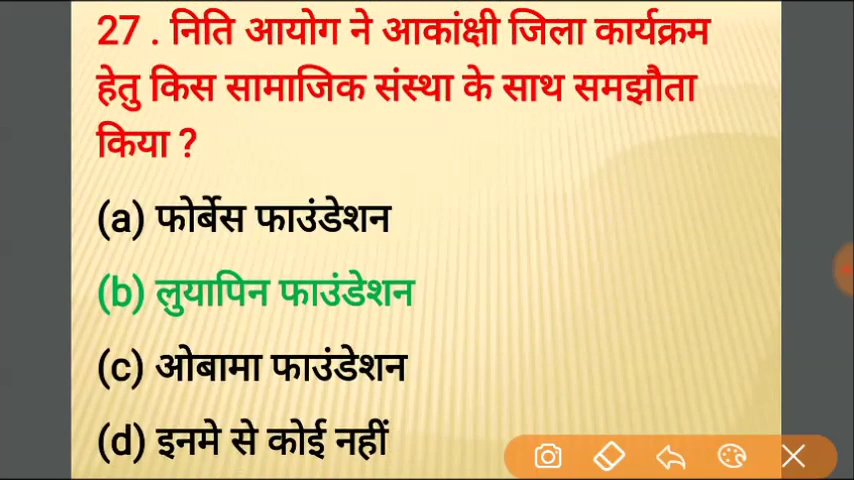 27 . निति आयोग ने आकांक्षी जिला कार्यक्रम
हेतु किस सामाजिक संस्था के साथ समझौता
किया ?
(a) फोर्बेस फाउंडेशन
(b) लुयापिन फाउंडेशन
(c) ओबामा फाउंडेशन
(d) इनमे से कोई नहीं